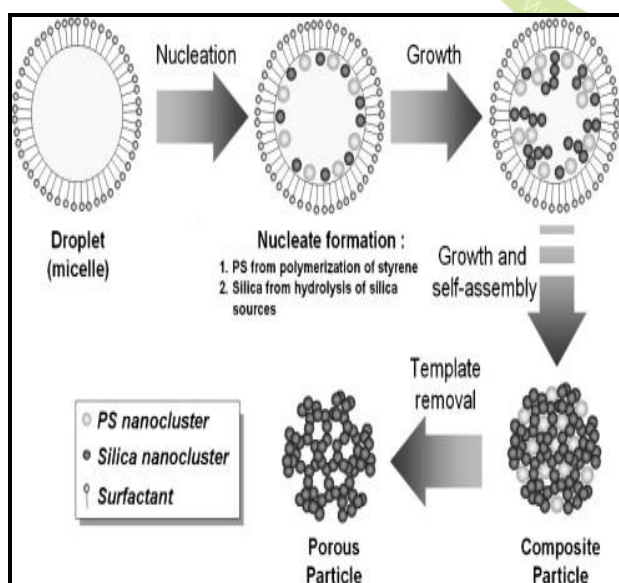 Nucleation
Growth
Droplet
(micelle)
Nucleate formation :
1. PS from polymerization of styrene
2. Silica from hydrolysis of silica
sources
Growth and
self-assembly
Template
removal
PS nanocluster
Silica nanocluster
Surfactant
Porous
Particle
Composite
Particle